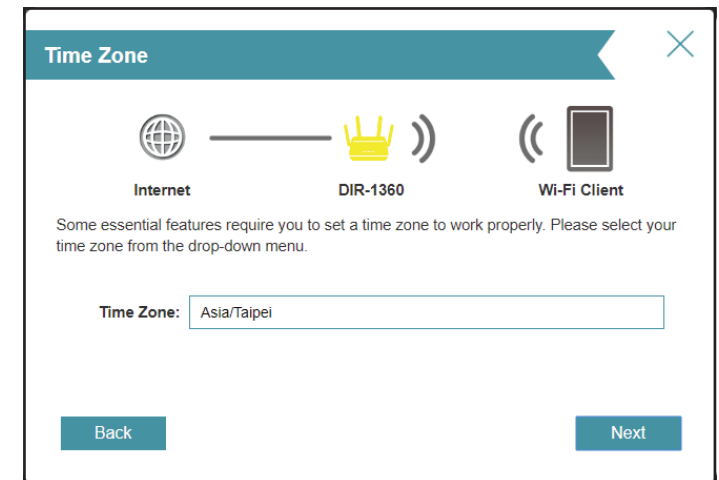 Time Zone
Internet
DIR-1360
Wi-Fi Client
Some essential features require you to set a time zone to work properly. Please select your
time zone from the drop-down menu.
Time Zone: Asia/Taipei
Back
Next